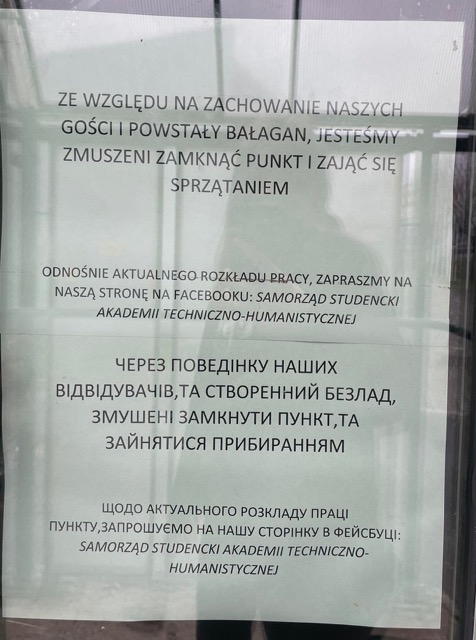 ZE WZGLĘDU NA ZACHOWANIE NASZYCH
GOŚCI I POWSTAŁY BAŁAGAN, JESTEŚMY
ZMUSZENI ZAMKNĄĆ PUNKT I ZAJĄĆ SIĘ
SPRZĄTANIEM
ODNOŚNIE AKTUALNEGO ROZKŁADU PRACY, ZAPRASZMY NA
NASZĄ STRONĘ NA FACEBOOKU: SAMORZĄD STUDENCKI
AKADEMII TECHNICZNO-HUMANISTYCZNEJ
ЧЕРЕЗ ПОВЕДІНКУ НАШИХ
ВІДВІДУВАЧІВ,ТА СТВОРЕННИЙ БЕЗЛАД,
ЗМУШЕНІ ЗАМКНУТИ ПУНКТ,ТА
ЗАЙНЯТИСЯ ПРИБИРАННЯМ
ЩОДО АКТУАЛЬНОГО РОЗКЛАДУ ПРАЦІ
ПУНКТУ,ЗАПРОШУЄМО НА НАШУ СТОРІНКУ В ФЕЙСБУЦІ:
SAMORZĄD STUDENCKI AKADEMII TECHNICZNO-
HUMANISTYCZNEJ